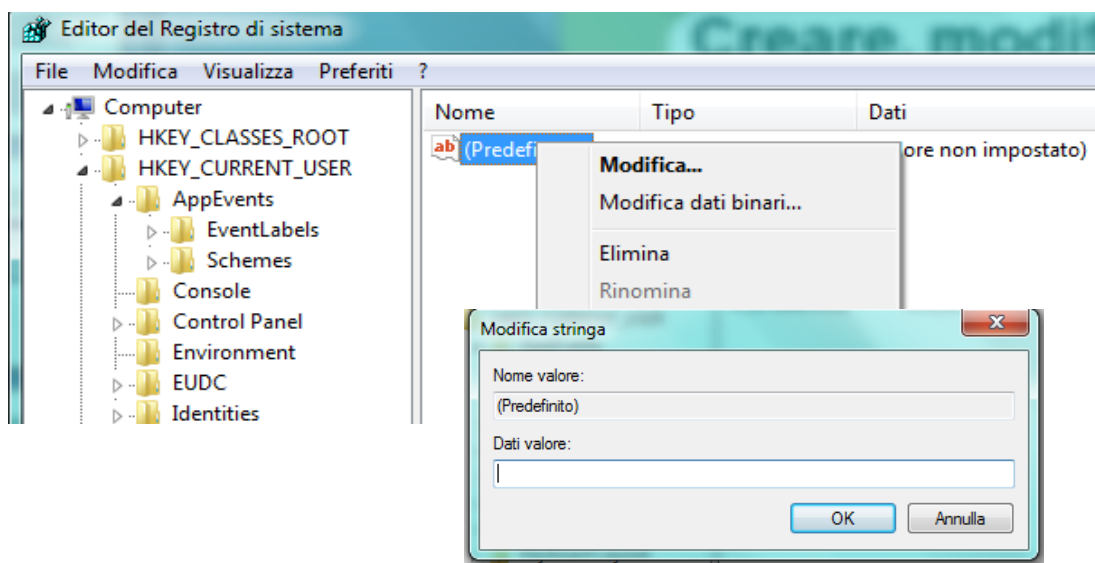 Editor del Registro di sistema
Creare, modif
File Modifica Visualizza Preferiti ?
Computer
HKEY_CLASSES_ROOT
HKEY_CURRENT_USER
AppEvents
EventLabels
Schemes
Console
Control Panel
Environment
EUDC
Identities
Nome Tipo Dati
ab (Predefi ore non impostato)
Modifica...
Modifica dati binari...
Elimina
Rinomina
Modifica stringa
Nome valore:
(Predefinito)
Dati valore:
OK Annulla